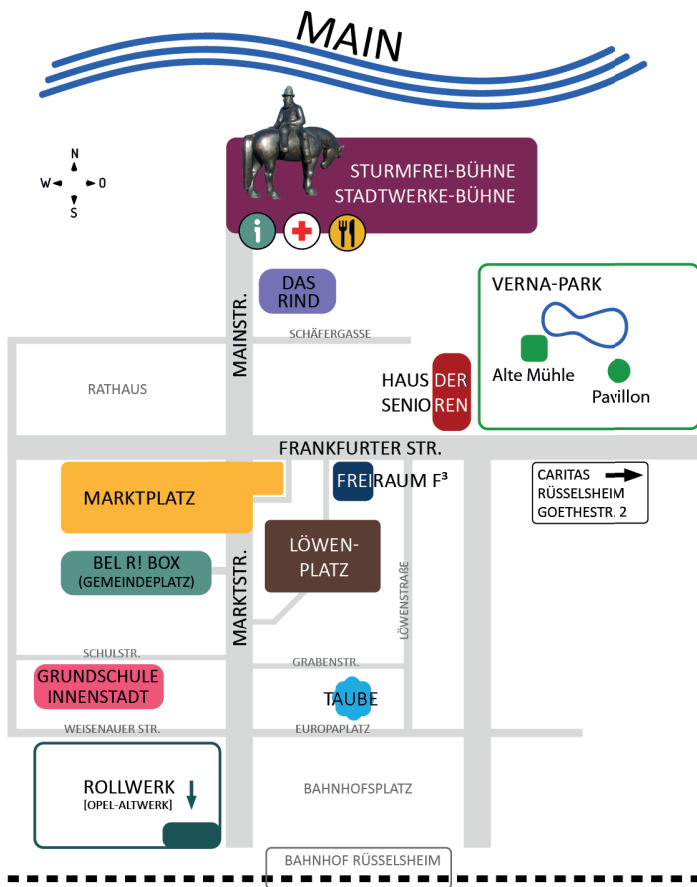 MAIN
N
W
O
S
STURMFREI-BÜHNE
STADTWERKE-BÜHNE
i
DAS
RIND
MAINSTR.
SCHÄFERGASSE
VERNA-PARK
Alte Mühle
Pavillon
RATHAUS
HAUS DER
SENIOREN
FRANKFURTER STR.
MARKTPLATZ
FREIRAUM F³
CARITAS
RÜSSELSHEIM
GOETHESTR. 2
BEL R! BOX
(GEMEINDEPLATZ)
LÖWEN-
PLATZ
MARKTSTR.
LÖWENSTRAßE
SCHULSTR.
GRABENSTR.
GRUNDSCHULE
INNENSTADT
TAUBE
WEISENAUER STR.
EUROPAPLATZ
ROLLWERK
[OPEL-ALTWERK]
BAHNHOFSPLATZ
BAHNHOF RÜSSELSHEIM